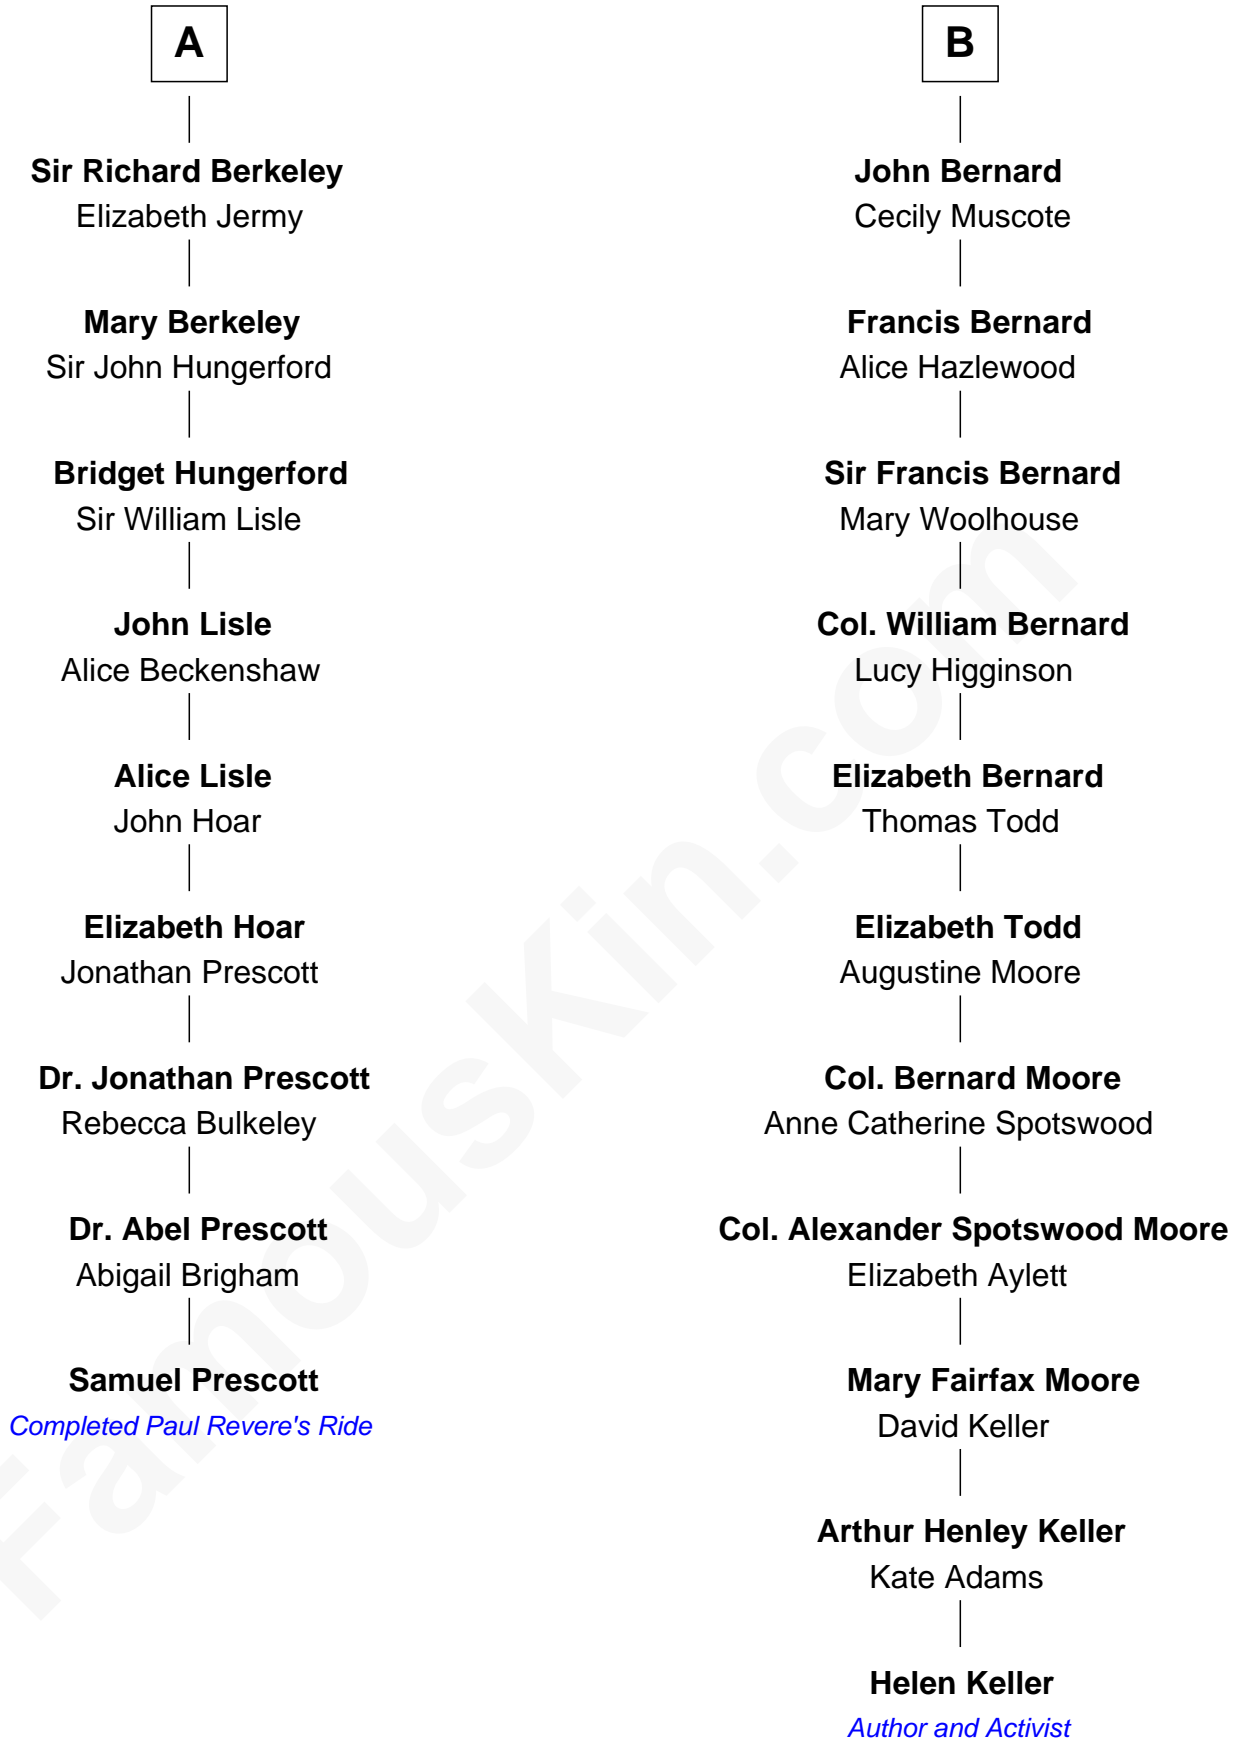 A
Sir Richard Berkeley
Elizabeth Jermy
Mary Berkeley
Sir John Hungerford
Bridget Hungerford
Sir William Lisle
John Lisle
Alice Beckenshaw
Alice Lisle
John Hoar
Elizabeth Hoar
Jonathan Prescott
Dr. Jonathan Prescott
Rebecca Bulkeley
Dr. Abel Prescott
Abigail Brigham
Samuel Prescott
Completed Paul Revere's Ride
B
John Bernard
Cecily Muscote
Francis Bernard
Alice Hazlewood
Sir Francis Bernard
Mary Woolhouse
Col. William Bernard
Lucy Higginson
Elizabeth Bernard
Thomas Todd
Elizabeth Todd
Augustine Moore
Col. Bernard Moore
Anne Catherine Spotswood
Col. Alexander Spotswood Moore
Elizabeth Aylett
Mary Fairfax Moore
David Keller
Arthur Henley Keller
Kate Adams
Helen Keller
Author and Activist
FamousKin.com